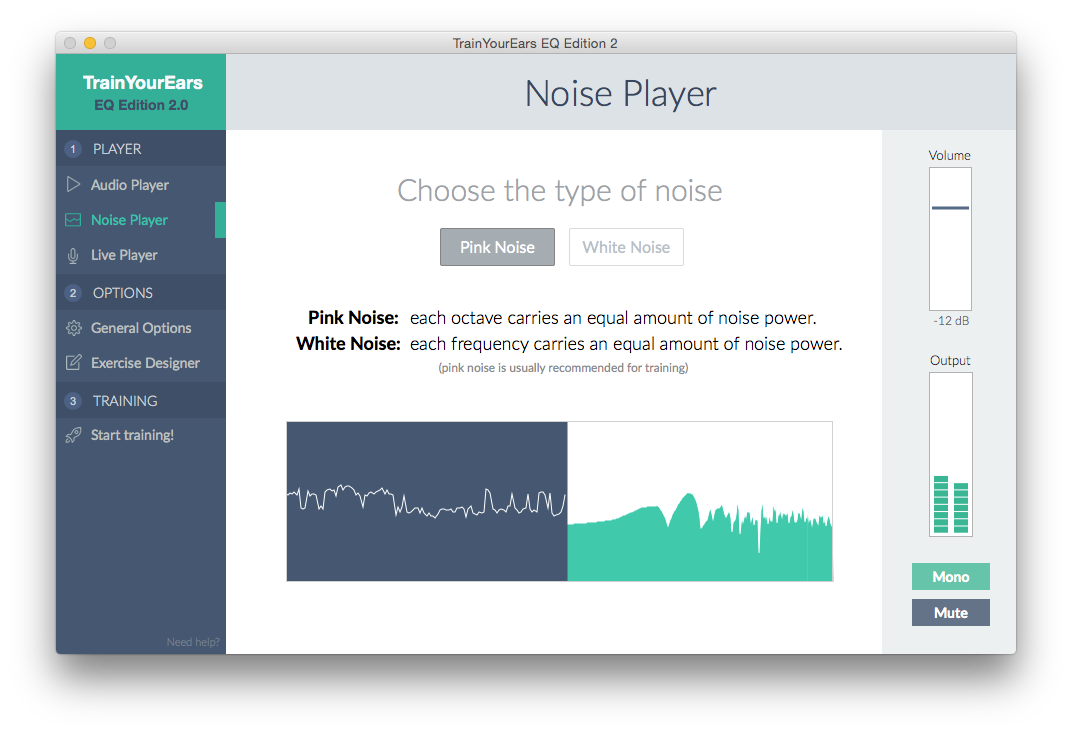 TrainYourEars EQ Edition 2
TrainYourEars
EQ Edition 2.0
Noise Player
1 PLAYER
Audio Player
Noise Player
Live Player
2 OPTIONS
General Options
Exercise Designer
3 TRAINING
Start training!
Need help?
Choose the type of noise
Pink Noise White Noise
Pink Noise: each octave carries an equal amount of noise power.
White Noise: each frequency carries an equal amount of noise power.
(pink noise is usually recommended for training)
Volume
-12 dB
Output
Mono
Mute